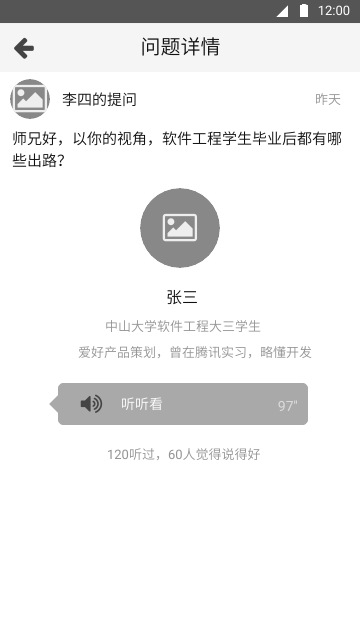 12:00
问题详情
李四的提问
昨天
师兄好，以你的视角，软件工程学生毕业后都有哪
些出路？
张三
中山大学软件工程大三学生
爱好产品策划，曾在腾讯实习，略懂开发
听听看
97"
120听过，60人觉得说得好